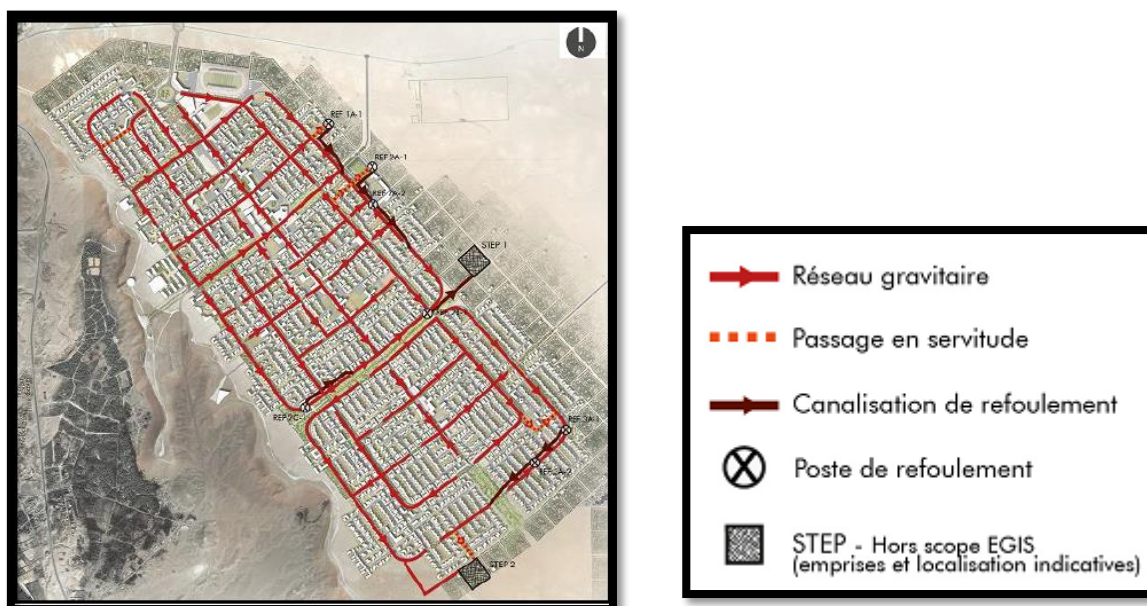 N
REF 1A-1
REF 2A-1
STEP 1
REF 2C-1
STEP 2
Réseau gravitaire
Passage en servitude
Canalisation de refoulement
Poste de refoulement
STEP - Hors scope EGIS
(emprises et localisation indicatives)